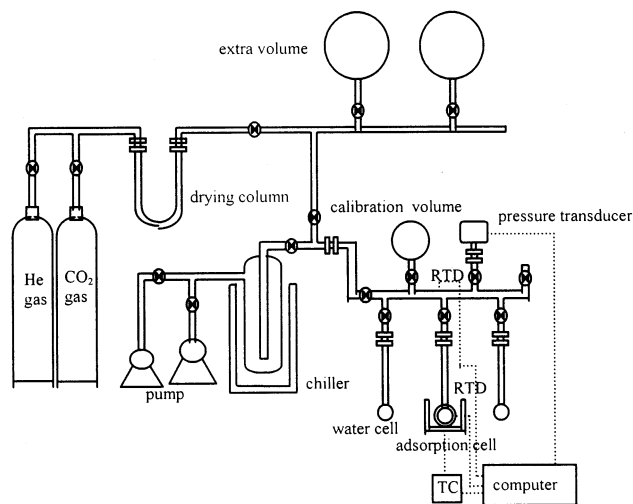 extra volume
drying column
calibration volume
pressure transducer
He
gas
CO₂
gas
RTD
chiller
pump
RTD
water cell
adsorption cell
TC
computer